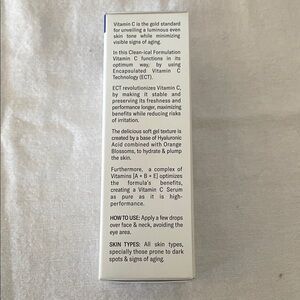 Vitamin C is the gold standard
for unveiling a luminous even
skin tone while minimizing
visible signs of aging.
In this Clean-ical Formulation
Vitamin C functions in its
optimum way, by using
Encapsulated Vitamin C
Technology (ECT).
ECT revolutionizes Vitamin C,
by making it stable and
preserving its freshness and
performance longer, maximizing
benefits while reducing risks
of irritation.
The delicious soft gel texture is
created by a base of Hyaluronic
Acid combined with Orange
Blossoms, to hydrate & plump
the skin.
Furthermore, a complex of
Vitamins [A + B + E] optimizes
the formula's benefits,
creating a Vitamin C Serum
as pure as it is high-
performance.
HOW TO USE: Apply a few drops
over face & neck, avoiding the
eye area.
SKIN TYPES: All skin types,
specially those prone to dark
spots & signs of aging.